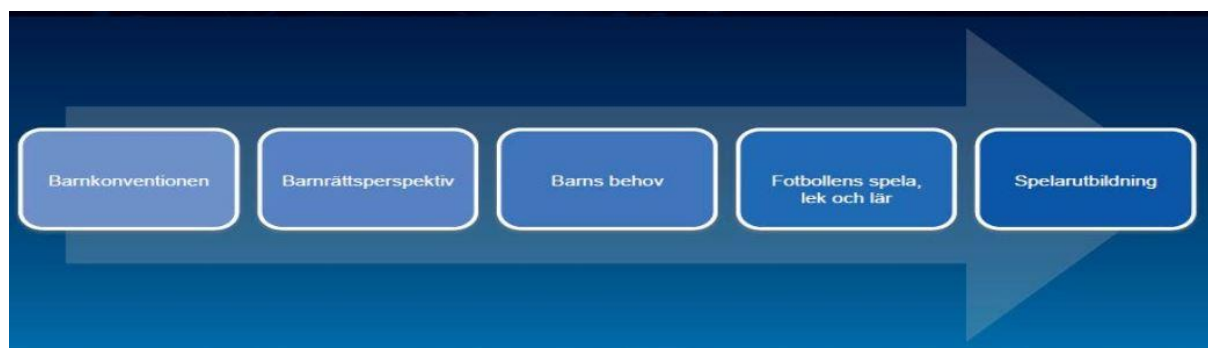 Barnkonventionen
Barnrättsperspektiv
Barns behov
Fotbollens spela,
lek och lär
Spelarutbildning